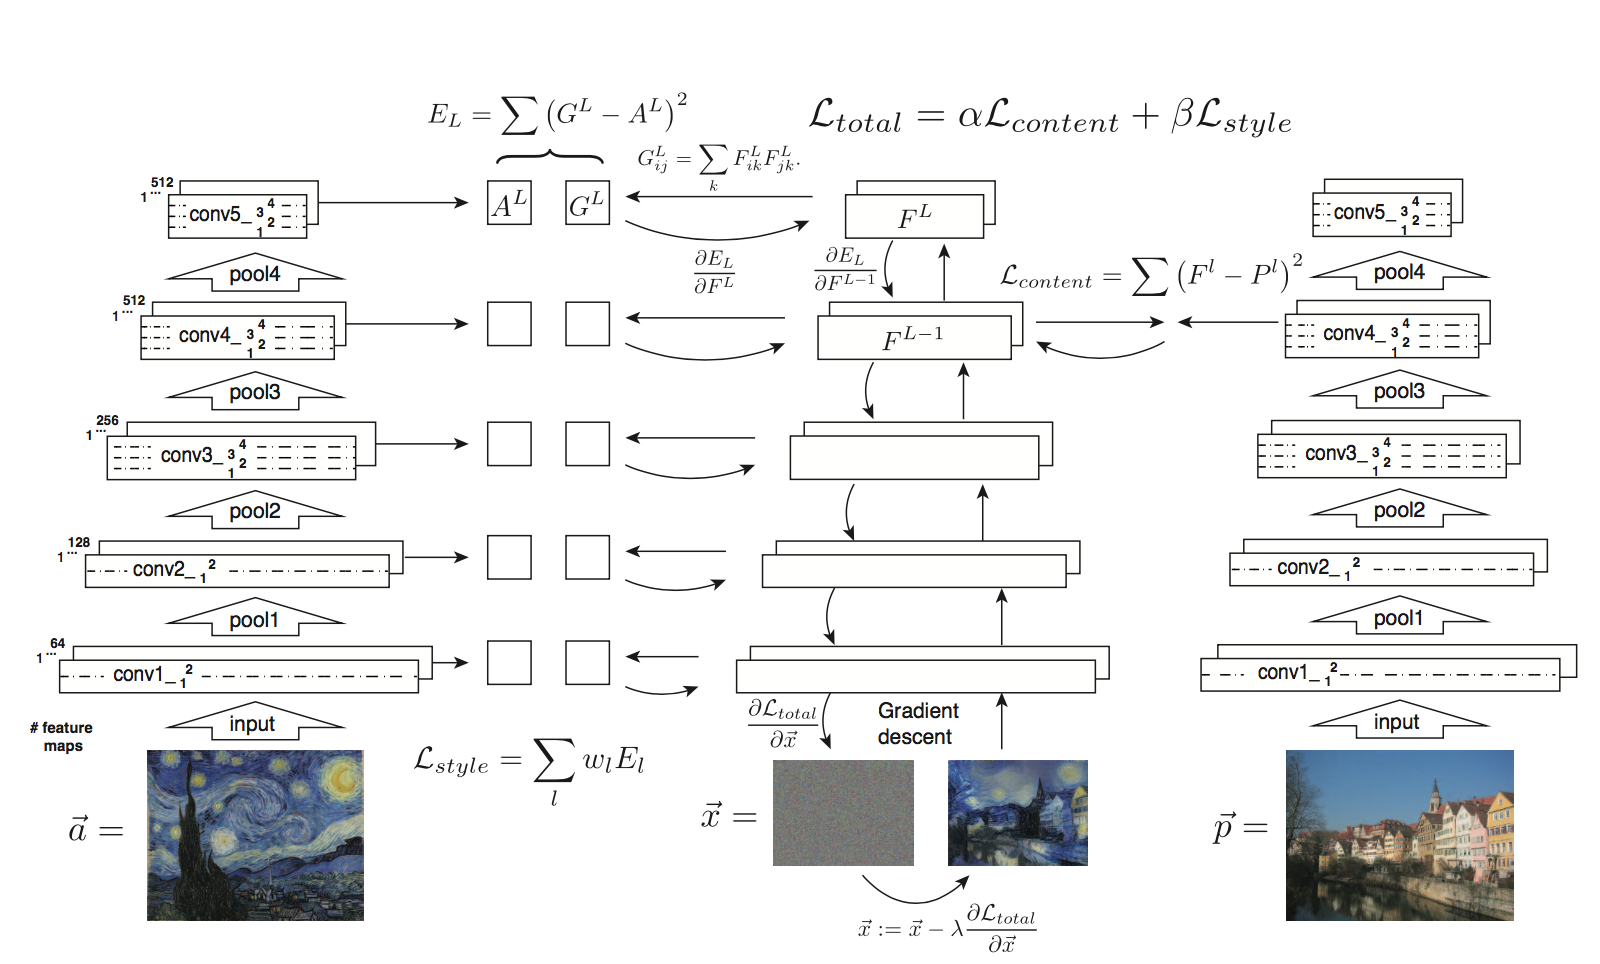 E_L = ∑ (G^L − A^L)^2
ℒ_total = αℒ_content + βℒ_style
G^L_ij = ∑_k F^L_ik F^L_jk.
512
1...
conv5_ 1 2 3 4
A^L
G^L
F^L
conv5_ 1 2 3 4
∂E_L/∂F^L
∂E_L/∂F^{L−1}
ℒ_content = ∑ (F^l − P^l)^2
pool4
pool4
512
1...
conv4_ 1 2 3 4
F^{L−1}
conv4_ 1 2 3 4
pool3
pool3
256
1...
conv3_ 1 2 3 4
conv3_ 1 2 3 4
pool2
pool2
128
1...
conv2_ 1 2
conv2_ 1 2
pool1
pool1
64
1...
conv1_ 1 2
conv1_ 1 2
# feature
maps
input
ℒ_style = ∑_l w_l E_l
∂ℒ_total/∂x⃗
Gradient
descent
input
a⃗ =
x⃗ =
p⃗ =
x⃗ := x⃗ − λ ∂ℒ_total/∂x⃗